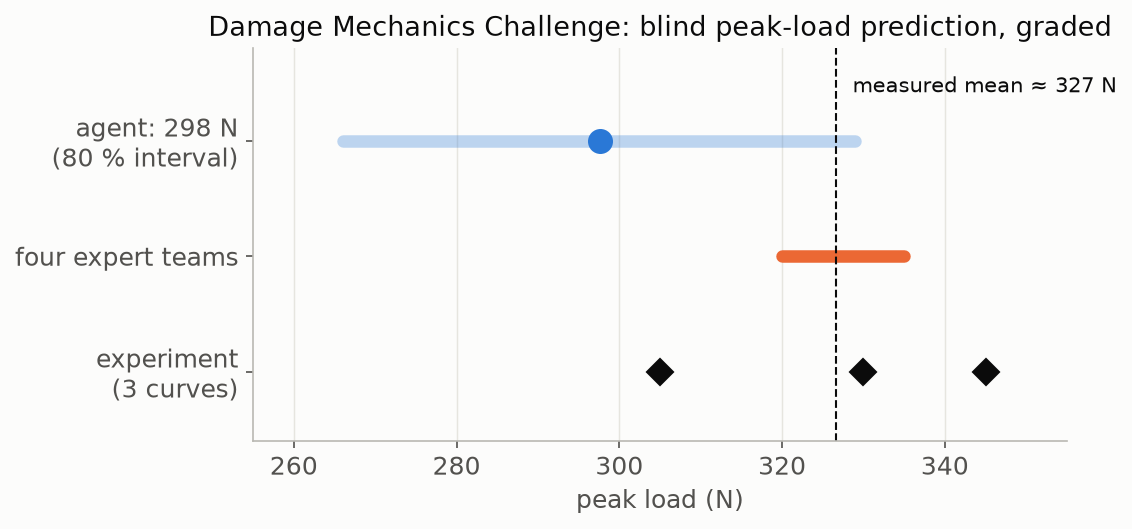 Damage Mechanics Challenge: blind peak-load prediction, graded
measured mean ≈ 327 N
agent: 298 N
(80 % interval)
four expert teams
experiment
(3 curves)
260 280 300 320 340
peak load (N)